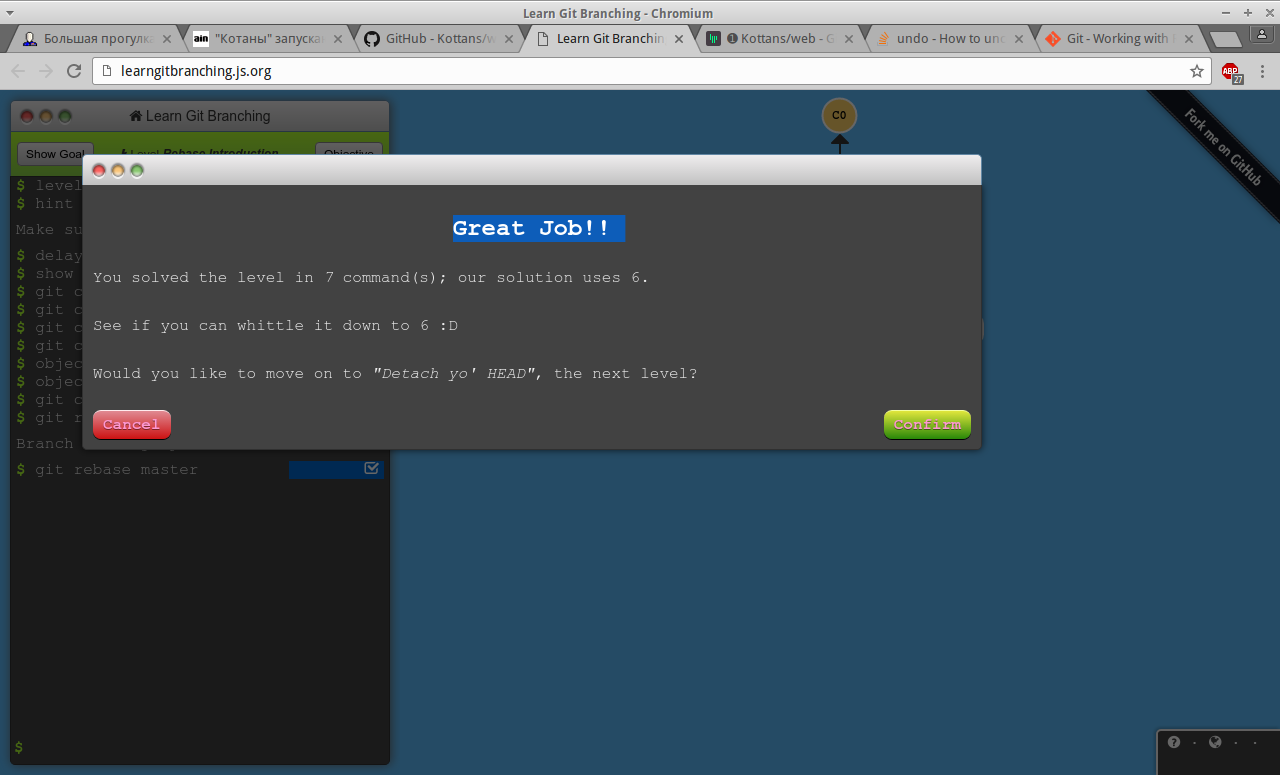 Learn Git Branching - Chromium
Большая прогулк
ain "Котаны" запуска
GitHub - Kottans/w
Learn Git Branchin
❶ Kottans/web - G
undo - How to und
Git - Working with
learngitbranching.js.org
ABP
27
Learn Git Branching
C0
Fork me on GitHub
Show Goal
Level Rebase Introduction
Objective
$ level
$ hint
Make su
$ delay
$ show
$ git c
$ git c
$ git c
$ git c
$ objec
$ objec
$ git c
$ git r
Branch
$ git rebase master
$
Great Job!!
You solved the level in 7 command(s); our solution uses 6.
See if you can whittle it down to 6 :D
Would you like to move on to "Detach yo' HEAD", the next level?
Cancel
Confirm